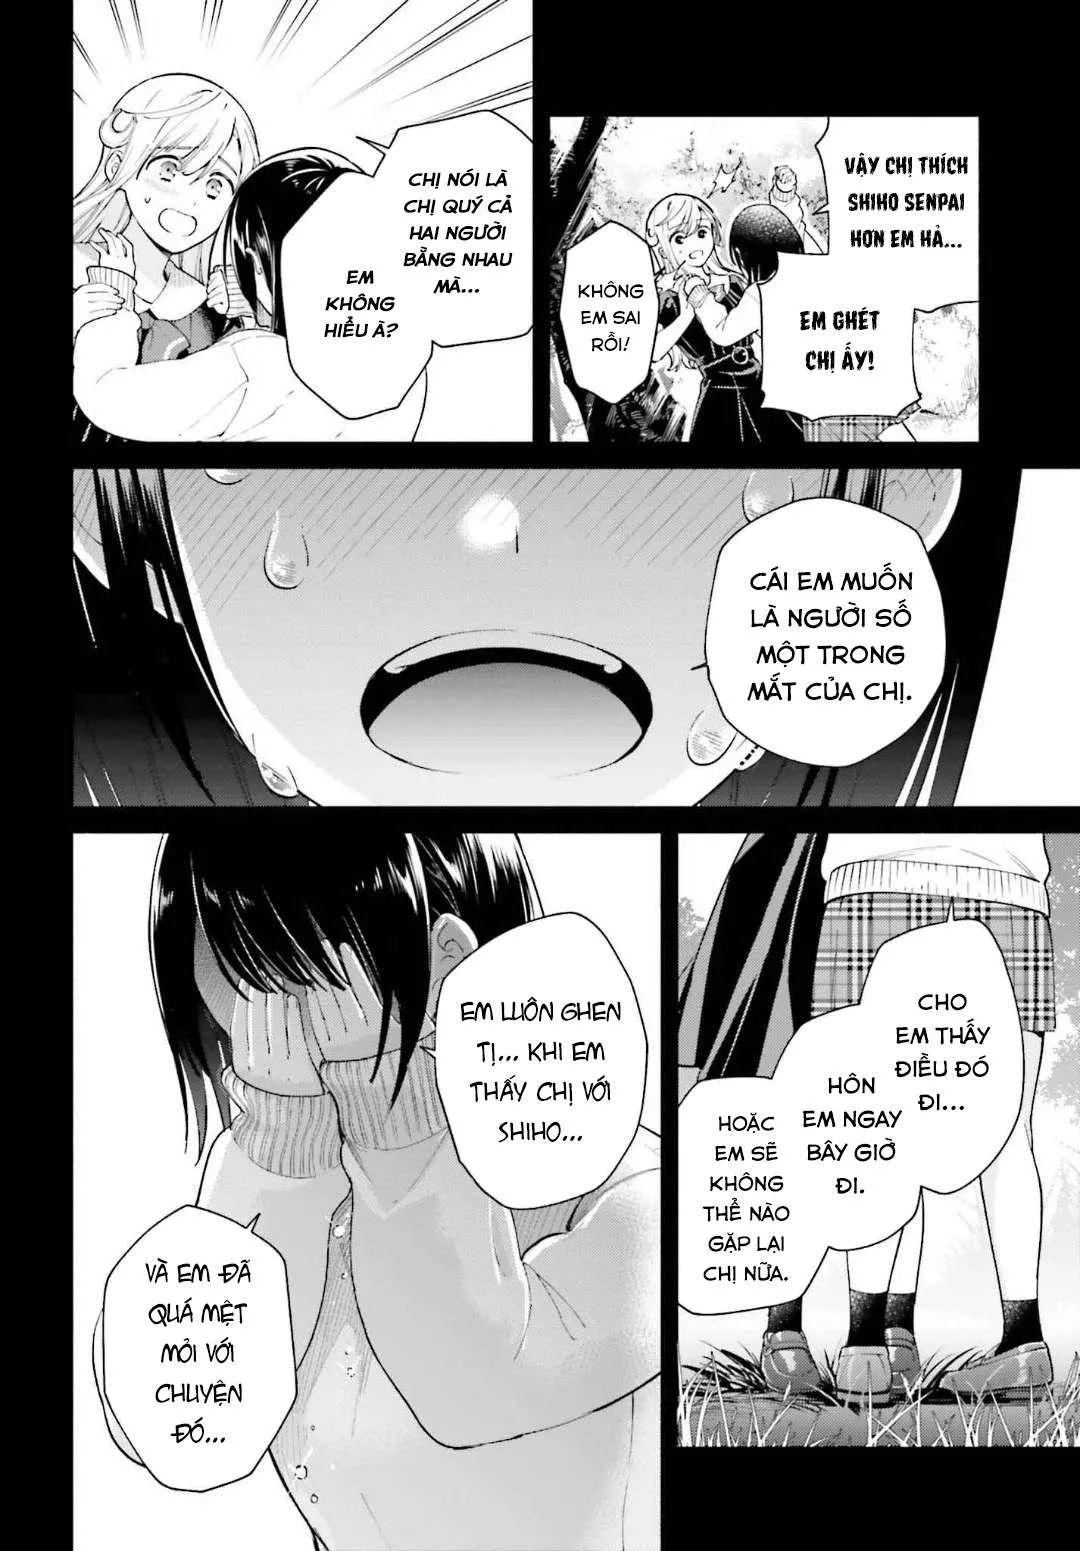 VẬY CHỊ THÍCH
SHIHO SENPAI
HƠN EM HẢ...
EM GHÉT
CHỊ ẤY!
KHÔNG
EM SAI
RỒI!
CHỊ NÓI LÀ
CHỊ QUÝ CẢ
HAI NGƯỜI
BẰNG NHAU
MÀ...
EM
KHÔNG
HIỂU À?
CÁI EM MUỐN
LÀ NGƯỜI SỐ
MỘT TRONG
MẮT CỦA CHỊ.
CHO
EM THẤY
ĐIỀU ĐÓ
ĐI...
HÔN
EM NGAY
BÂY GIỜ
ĐI.
HOẶC
EM SẼ
KHÔNG
THỂ NÀO
GẶP LẠI
CHỊ NỮA.
EM LUÔN GHEN
TỊ... KHI EM
THẤY CHỊ VỚI
SHIHO...
VÀ EM ĐÃ
QUÁ MỆT
MỎI VỚI
CHUYỆN
ĐÓ...